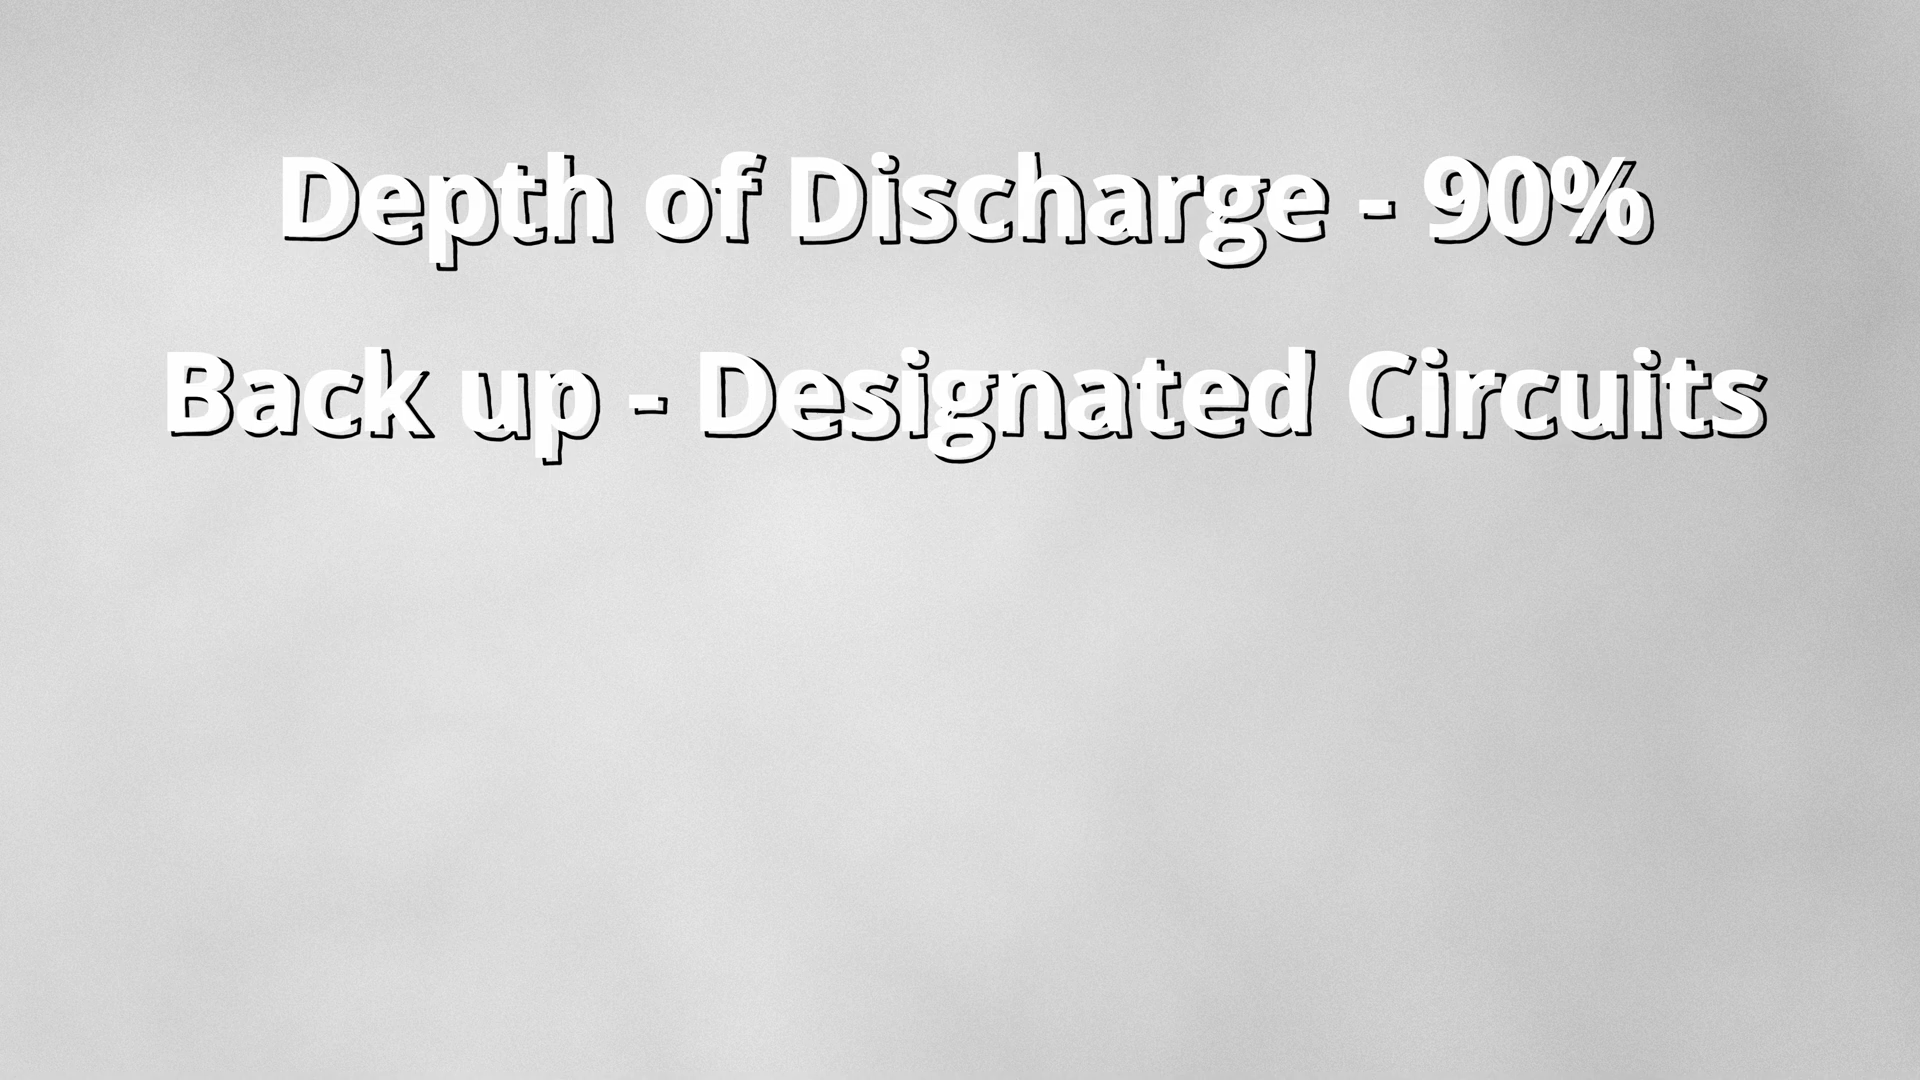 Depth of Discharge - 90%
Back up - Designated Circuits